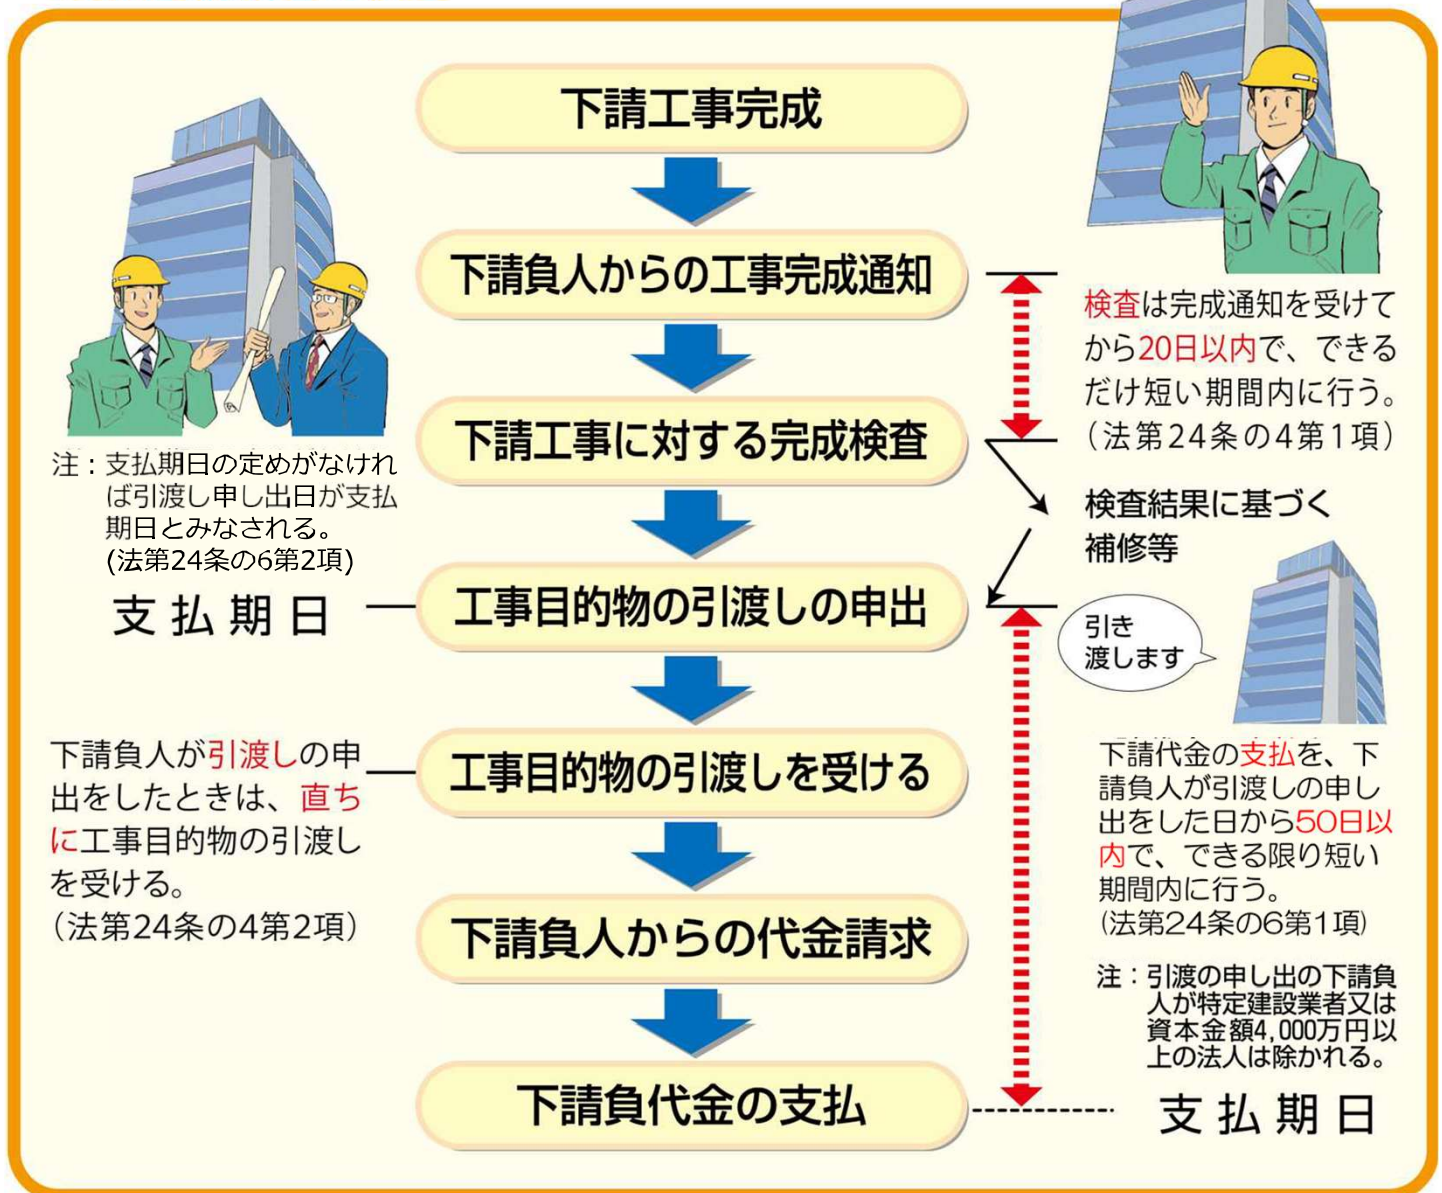 下請工事完成
下請負人からの工事完成通知
検査は完成通知を受けて
から20日以内で、できる
だけ短い期間内に行う。
（法第24条の4第1項）
下請工事に対する完成検査
検査結果に基づく
補修等
注：支払期日の定めがなけれ
ば引渡し申し出日が支払
期日とみなされる。
(法第24条の6第2項)
支払期日
工事目的物の引渡しの申出
引き
渡します
下請負人が引渡しの申
出をしたときは、直ち
に工事目的物の引渡し
を受ける。
（法第24条の4第2項）
工事目的物の引渡しを受ける
下請代金の支払を、下
請負人が引渡しの申し
出をした日から50日以
内で、できる限り短い
期間内に行う。
(法第24条の6第1項)
下請負人からの代金請求
注：引渡の申し出の下請負
人が特定建設業者又は
資本金額4,000万円以
上の法人は除かれる。
下請負代金の支払
支払期日